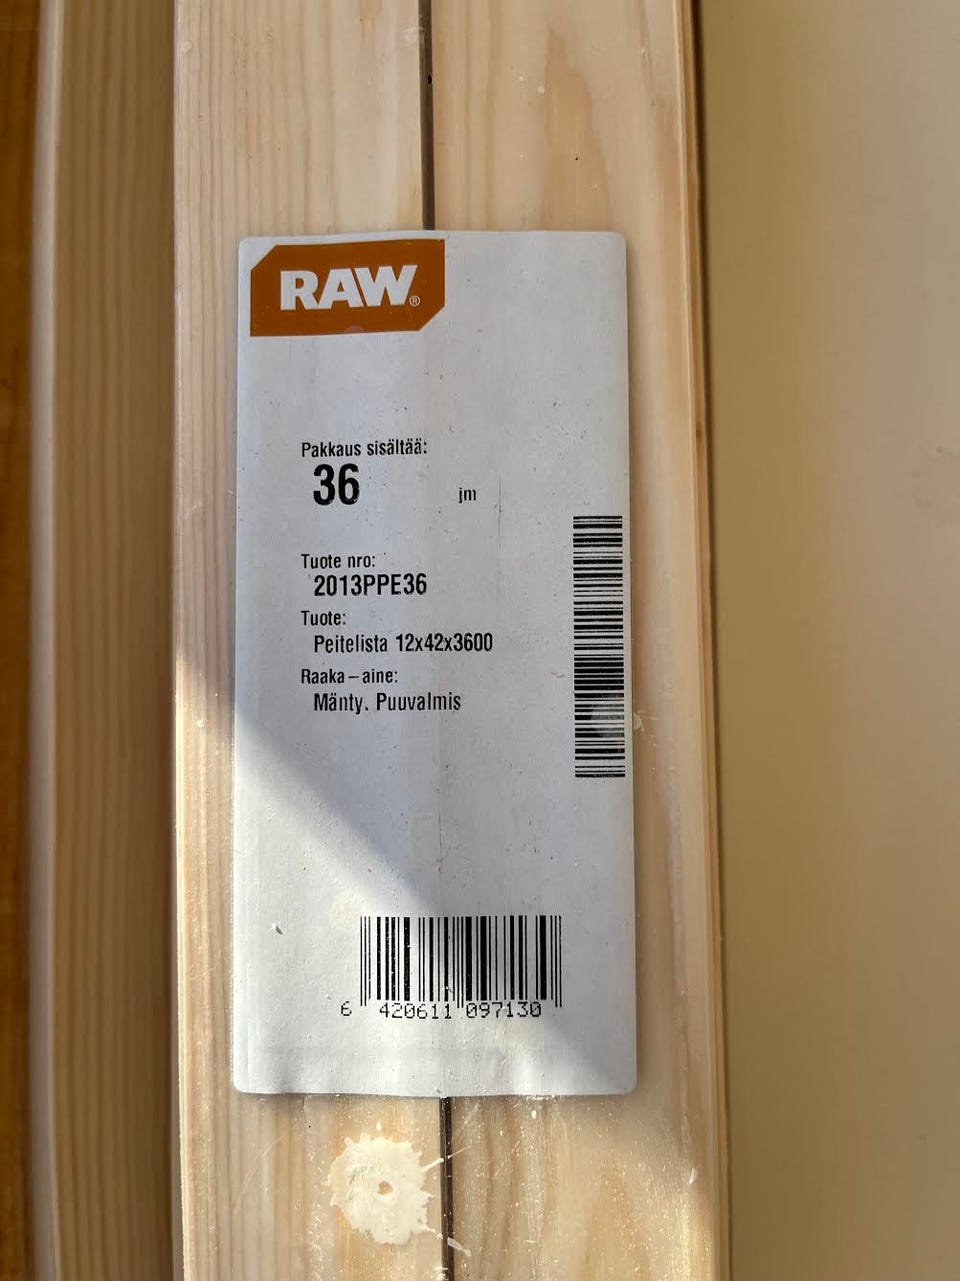 RAW®
Pakkaus sisältää:
36 jm
Tuote nro:
2013PPE36
Tuote:
Peitelista 12x42x3600
Raaka-aine:
Mänty. Puuvalmis
6 420611 097130